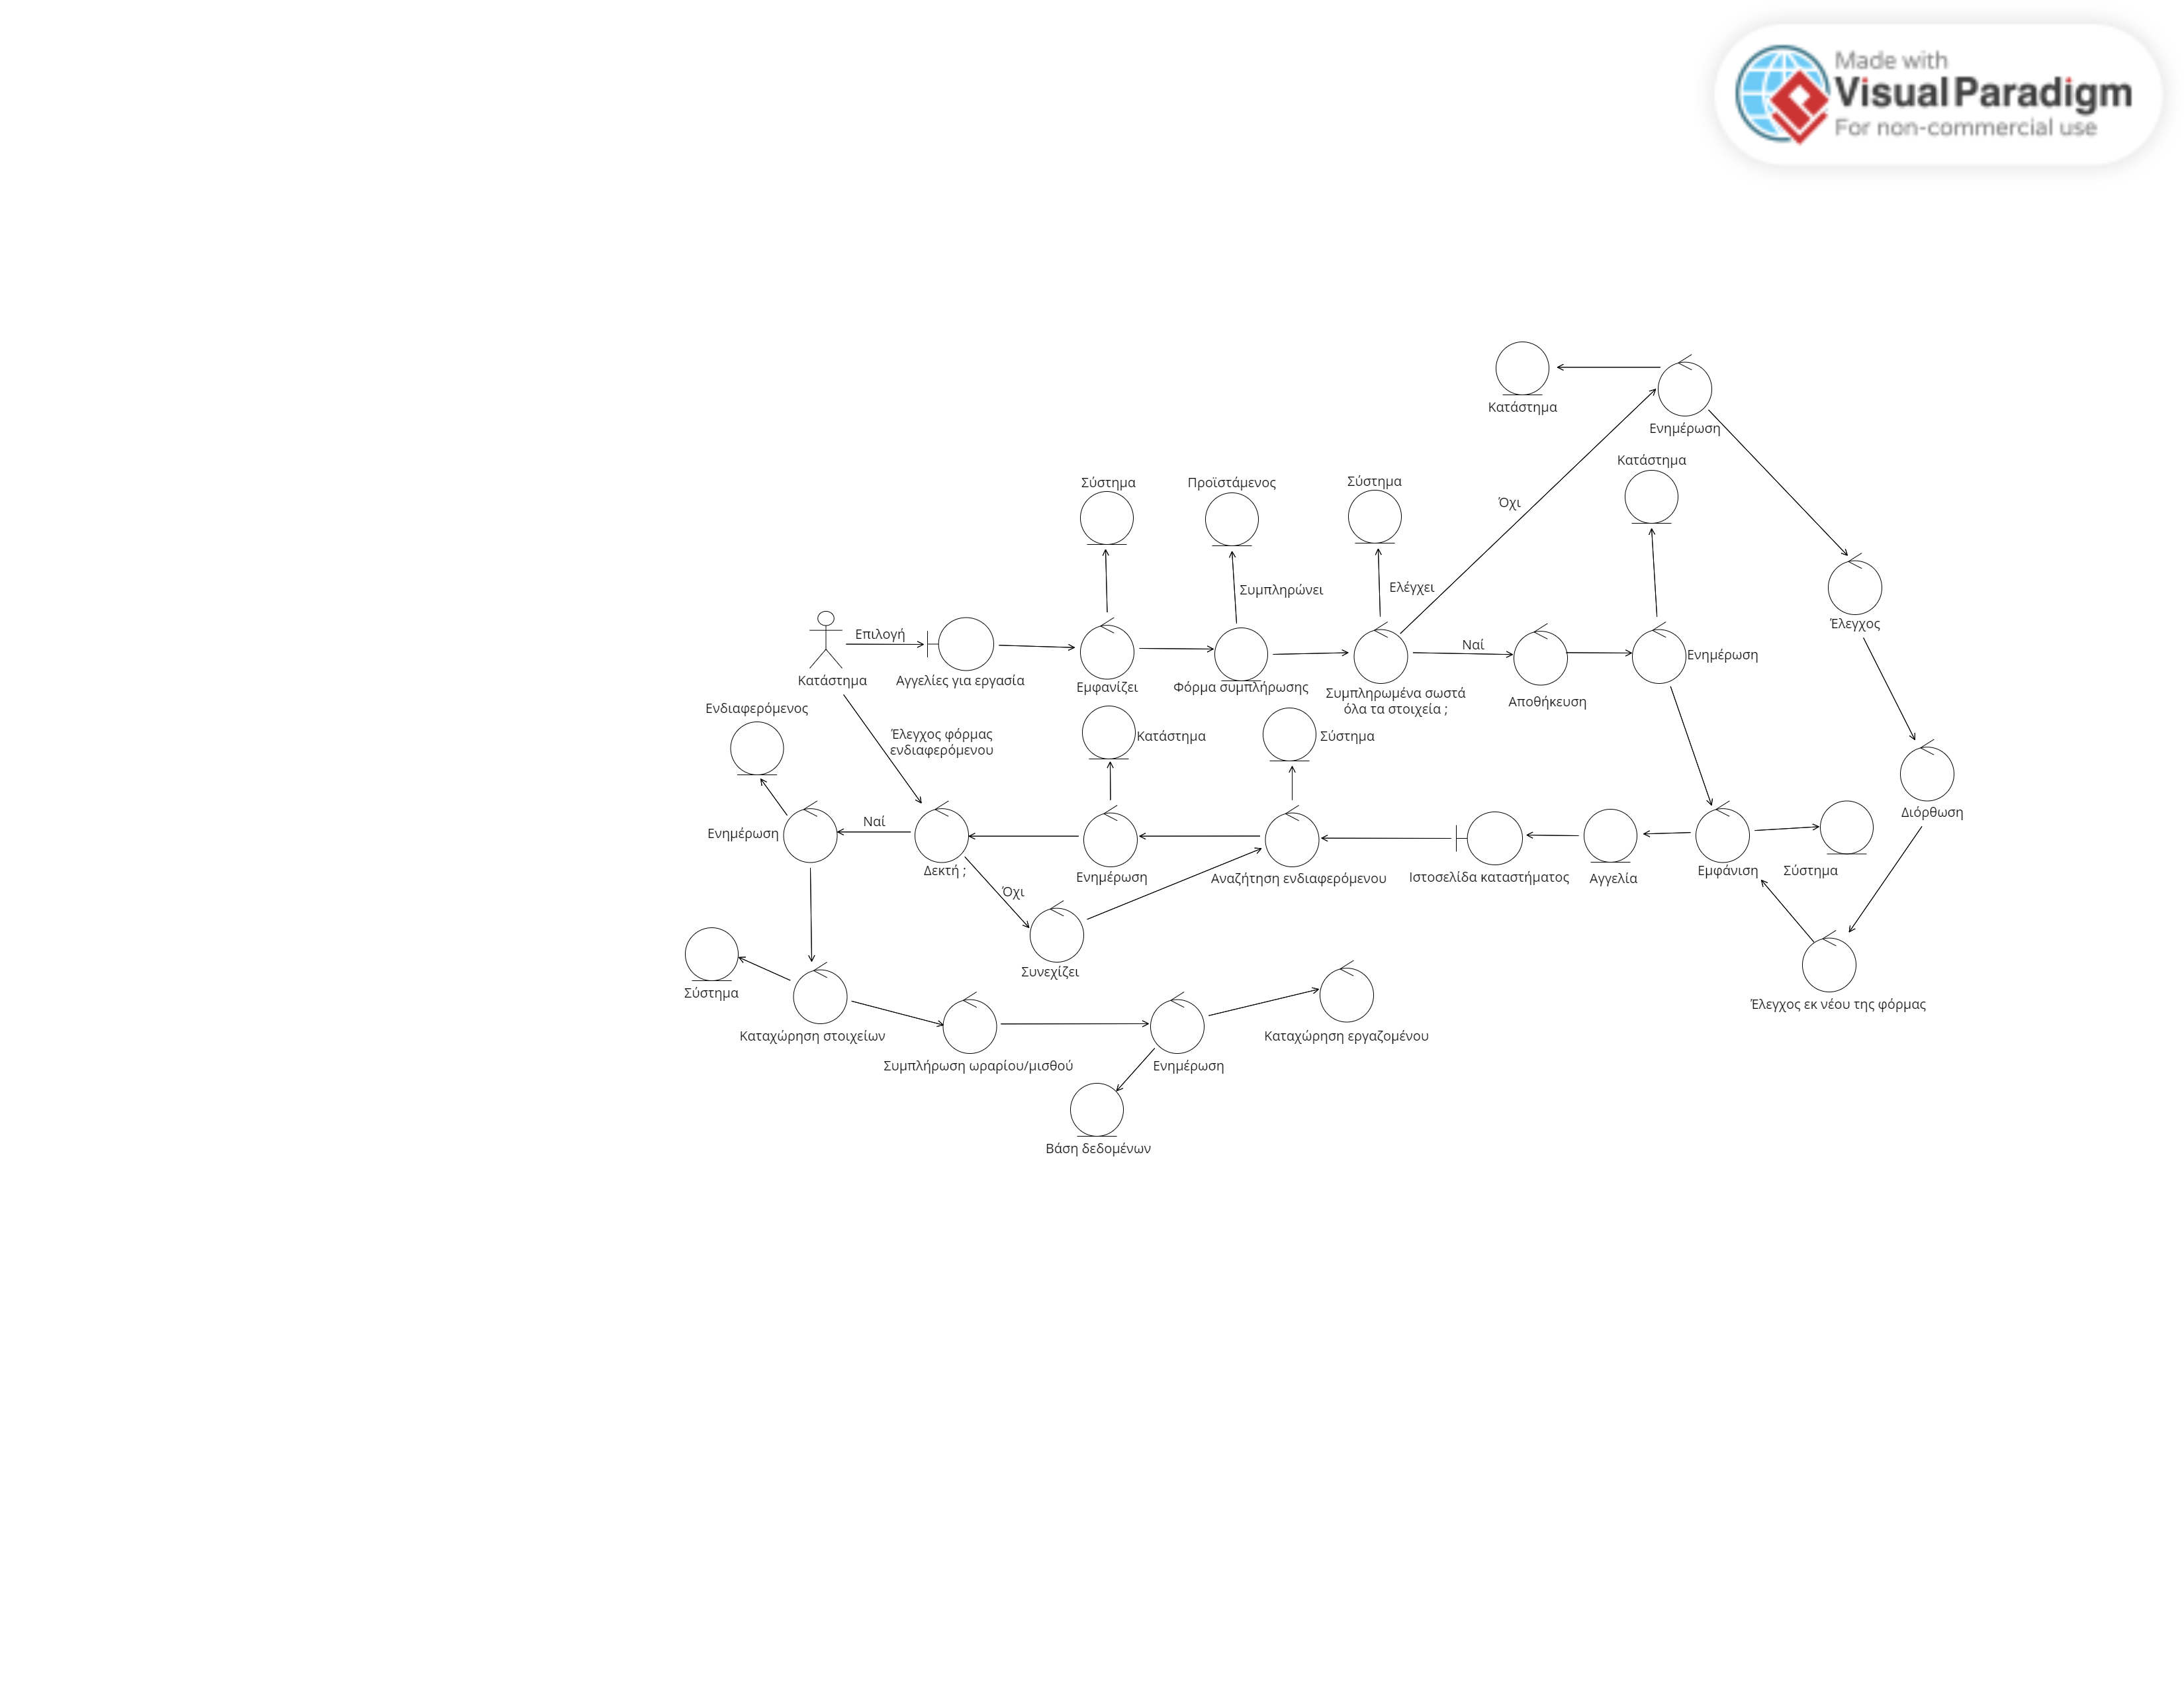 Made with
Visual Paradigm
For non-commercial use
Κατάστημα
Ενημέρωση
Κατάστημα
Σύστημα
Προϊστάμενος
Σύστημα
Όχι
Συμπληρώνει
Ελέγχει
Έλεγχος
Επιλογή
Ναί
Ενημέρωση
Κατάστημα
Αγγελίες για εργασία
Εμφανίζει
Φόρμα συμπλήρωσης
Συμπληρωμένα σωστά
όλα τα στοιχεία ;
Αποθήκευση
Ενδιαφερόμενος
Έλεγχος φόρμας
ενδιαφερόμενου
Κατάστημα
Σύστημα
Διόρθωση
Ενημέρωση
Ναί
Δεκτή ;
Όχι
Ενημέρωση
Αναζήτηση ενδιαφερόμενου
Ιστοσελίδα καταστήματος
Αγγελία
Εμφάνιση
Σύστημα
Συνεχίζει
Σύστημα
Έλεγχος εκ νέου της φόρμας
Καταχώρηση στοιχείων
Καταχώρηση εργαζομένου
Συμπλήρωση ωραρίου/μισθού
Ενημέρωση
Βάση δεδομένων